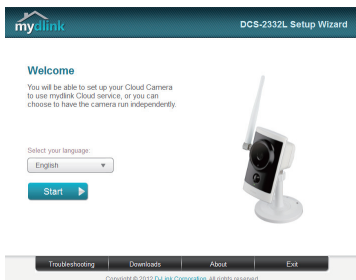 mydlink
DCS-2332L Setup Wizard
Welcome
You will be able to set up your Cloud Camera
to use mydlink Cloud service, or you can
choose to have the camera run independently.
Select your language:
English
Start
Troubleshooting
Downloads
About
Exit
Copyright © 2012 D-Link Corporation. All rights reserved.